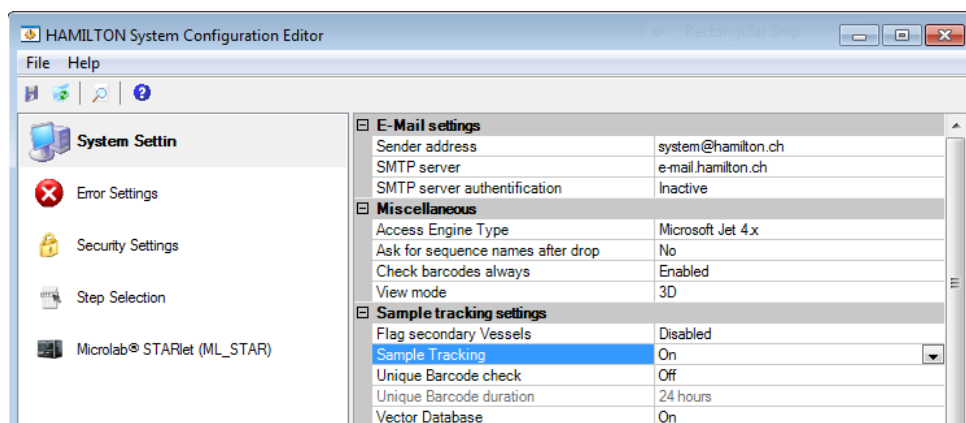 HAMILTON System Configuration Editor
Rectangular Snip
File Help
System Settin
Error Settings
Security Settings
Step Selection
Microlab® STARlet (ML_STAR)
E-Mail settings
Sender address system@hamilton.ch
SMTP server e-mail.hamilton.ch
SMTP server authentification Inactive
Miscellaneous
Access Engine Type Microsoft Jet 4.x
Ask for sequence names after drop No
Check barcodes always Enabled
View mode 3D
Sample tracking settings
Flag secondary Vessels Disabled
Sample Tracking On
Unique Barcode check Off
Unique Barcode duration 24 hours
Vector Database On